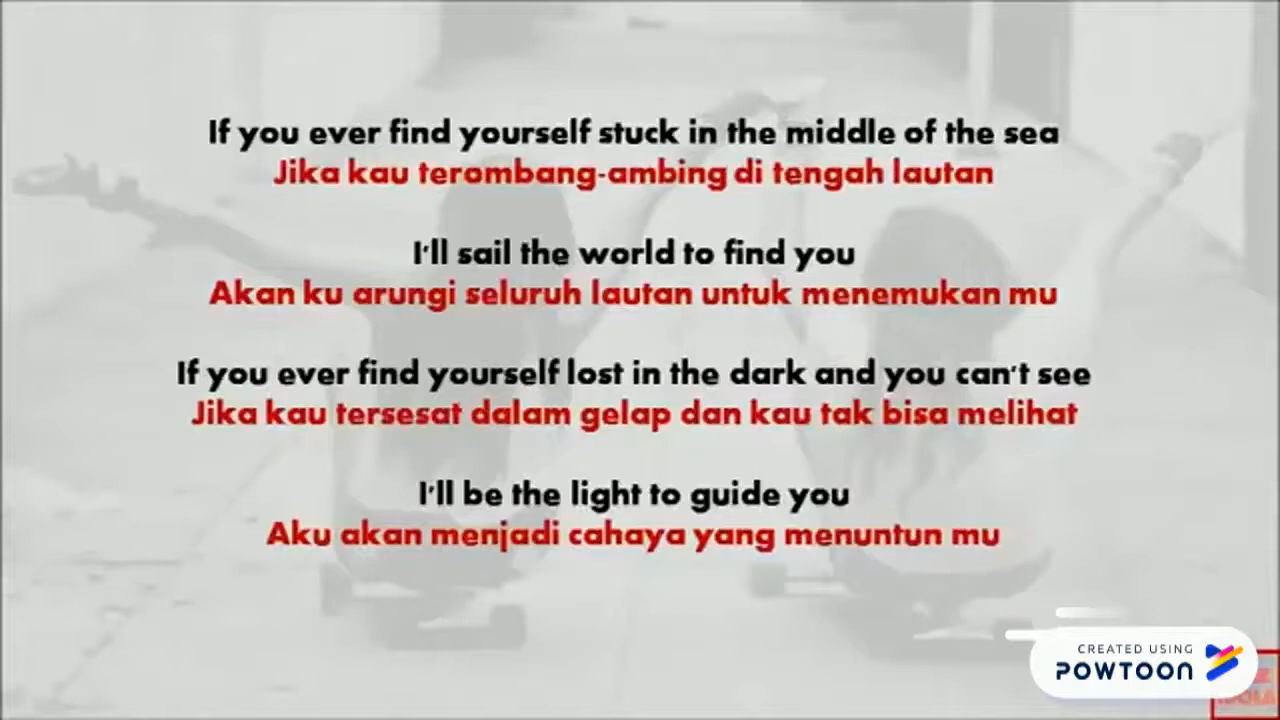 If you ever find yourself stuck in the middle of the sea
Jika kau terombang-ambing di tengah lautan
I'll sail the world to find you
Akan ku arungi seluruh lautan untuk menemukan mu
If you ever find yourself lost in the dark and you can't see
Jika kau tersesat dalam gelap dan kau tak bisa melihat
I'll be the light to guide you
Aku akan menjadi cahaya yang menuntun mu
CREATED USING
POWTOON